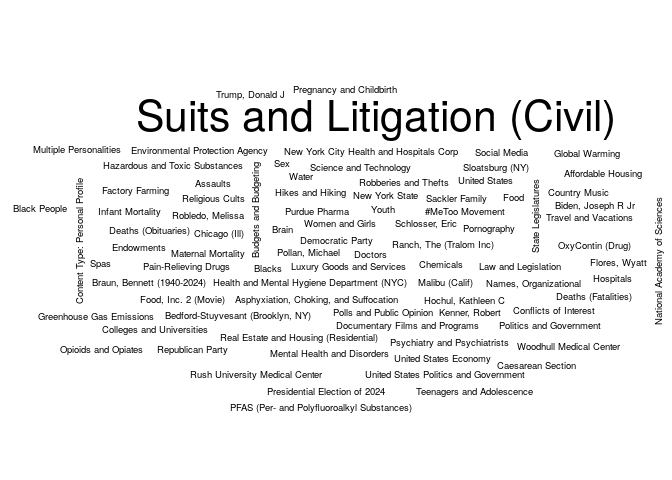 Trump, Donald J
Pregnancy and Childbirth
Suits and Litigation (Civil)
Multiple Personalities
Environmental Protection Agency
New York City Health and Hospitals Corp
Social Media
Global Warming
Hazardous and Toxic Substances
Sex
Science and Technology
Sloatsburg (NY)
Affordable Housing
Water
Factory Farming
Assaults
Robberies and Thefts
United States
Content Type: Personal Profile
Budgets and Budgeting
State Legislatures
National Academy of Sciences
Religious Cults
Hikes and Hiking
New York State
Sackler Family
Food
Country Music
Black People
Infant Mortality
Robledo, Melissa
Purdue Pharma
Youth
#MeToo Movement
Biden, Joseph R Jr
Travel and Vacations
Deaths (Obituaries)
Chicago (Ill)
Brain
Women and Girls
Schlosser, Eric
Pornography
Endowments
Maternal Mortality
Democratic Party
Ranch, The (Tralom Inc)
OxyContin (Drug)
Pollan, Michael
Doctors
Spas
Pain-Relieving Drugs
Blacks
Luxury Goods and Services
Chemicals
Law and Legislation
Flores, Wyatt
Braun, Bennett (1940-2024)
Health and Mental Hygiene Department (NYC)
Malibu (Calif)
Names, Organizational
Hospitals
Food, Inc. 2 (Movie)
Asphyxiation, Choking, and Suffocation
Hochul, Kathleen C
Deaths (Fatalities)
Greenhouse Gas Emissions
Bedford-Stuyvesant (Brooklyn, NY)
Polls and Public Opinion
Kenner, Robert
Conflicts of Interest
Colleges and Universities
Documentary Films and Programs
Politics and Government
Real Estate and Housing (Residential)
Psychiatry and Psychiatrists
Woodhull Medical Center
Opioids and Opiates
Republican Party
Mental Health and Disorders
United States Economy
Caesarean Section
Rush University Medical Center
United States Politics and Government
Presidential Election of 2024
Teenagers and Adolescence
PFAS (Per- and Polyfluoroalkyl Substances)